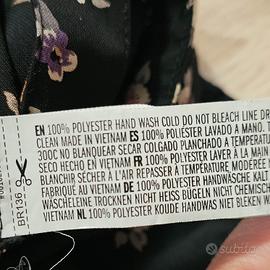 EN 100% POLYESTER HAND WASH COLD DO NOT BLEACH LINE DR
CLEAN MADE IN VIETNAM ES 100% POLIÉSTER LAVADO A MANO. T
300C NO BLANQUEAR SECAR COLGADO PLANCHADO A TEMPERATUR
SECO HECHO EN VIETNAM FR 100% POLYESTER LAVER À LA MAIN
BLANCHIR SÉCHER À L'AIR REPASSER À TEMPÉRATURE MODÉRÉE
FABRIQUÉ AU VIETNAM DE 100% POLYESTER HANDWÄSCHE KALT
WÄSCHELEINE TROCKNEN NICHT HEISS BÜGELN NICHT CHEMISCH
VIETNAM NL 100% POLYESTER KOUDE HANDWAS NIET BLEKEN W
BR136
subito